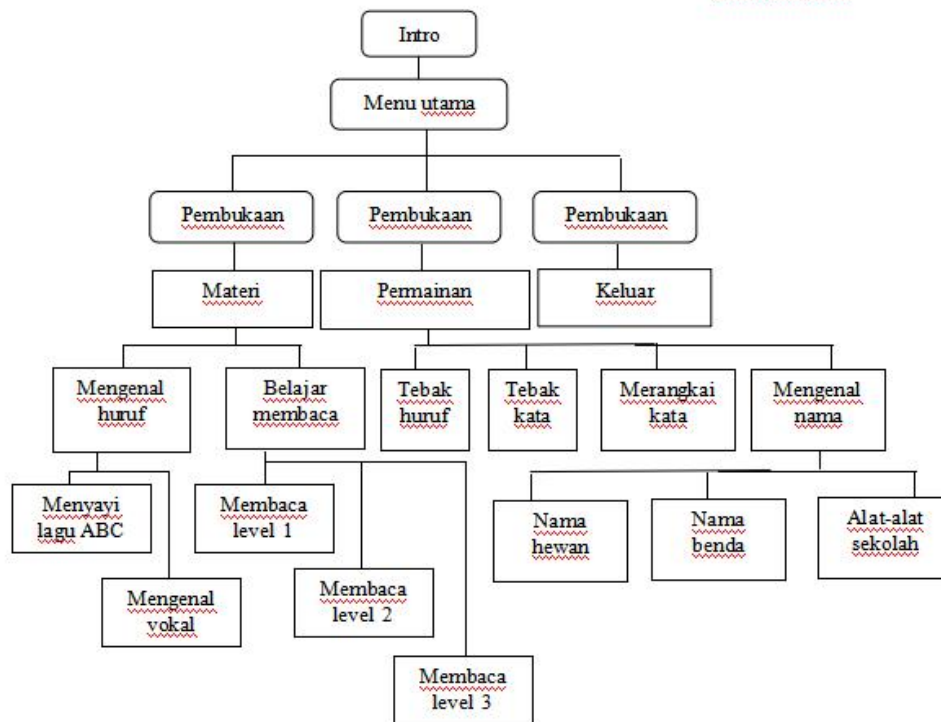 Intro
Menu utama
Pembukaan
Pembukaan
Pembukaan
Materi
Permainan
Keluar
Mengenal
huruf
Belajar
membaca
Tebak
huruf
Tebak
kata
Merangkai
kata
Mengenal
nama
Menyayi
lagu ABC
Membaca
level 1
Nama
hewan
Nama
benda
Alat-alat
sekolah
Mengenal
vokal
Membaca
level 2
Membaca
level 3